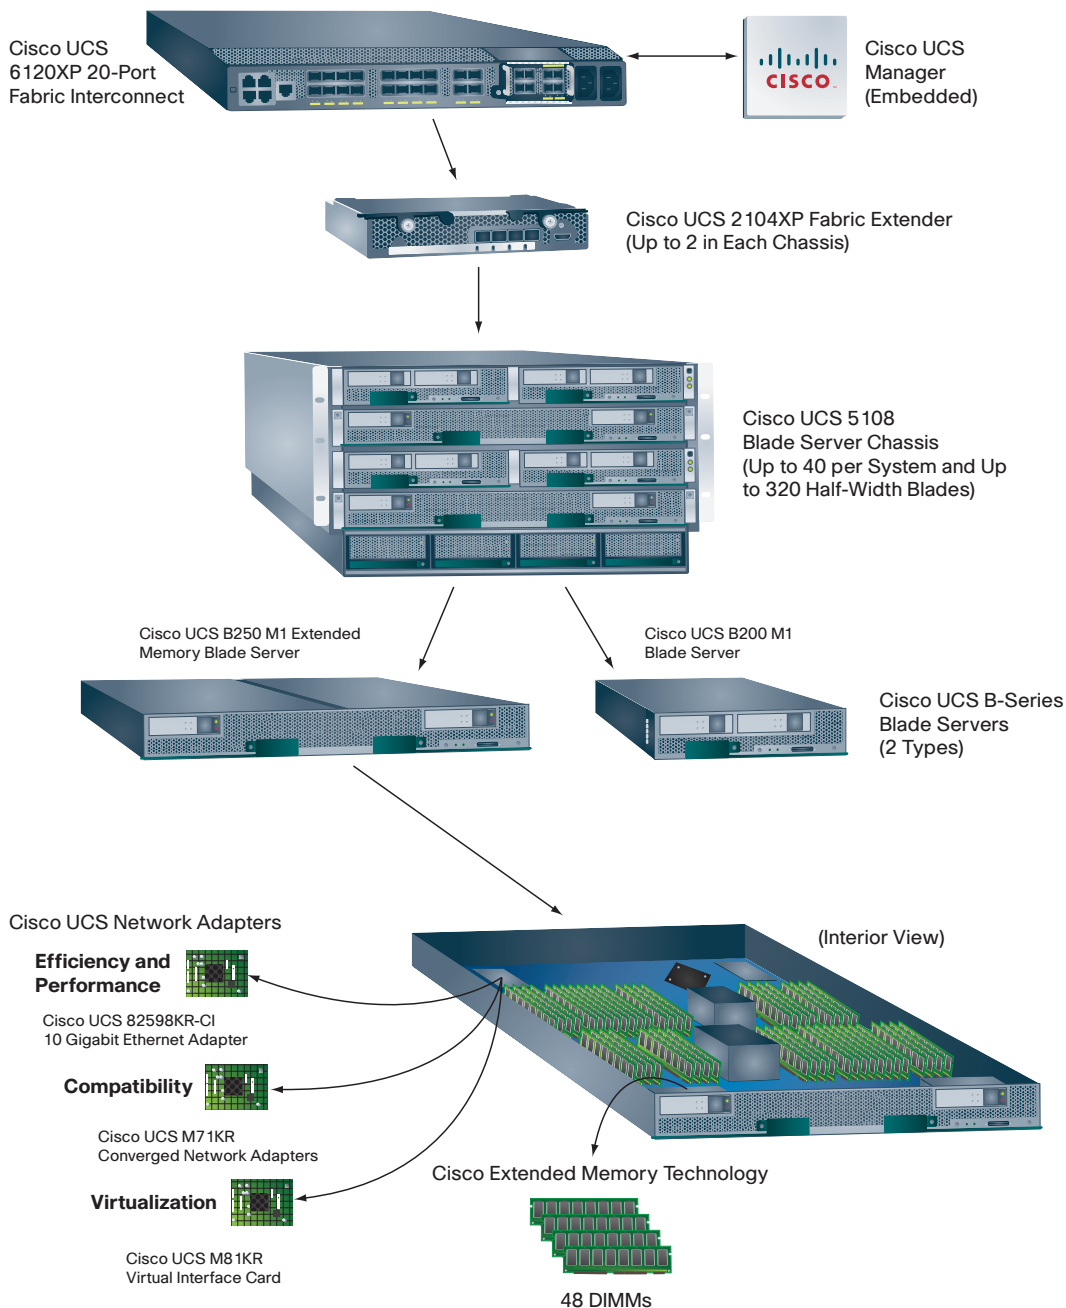 Cisco UCS
6120XP 20-Port
Fabric Interconnect
CISCO
Cisco UCS
Manager
(Embedded)
Cisco UCS 2104XP Fabric Extender
(Up to 2 in Each Chassis)
Cisco UCS 5108
Blade Server Chassis
(Up to 40 per System and Up
to 320 Half-Width Blades)
Cisco UCS B250 M1 Extended
Memory Blade Server
Cisco UCS B200 M1
Blade Server
Cisco UCS B-Series
Blade Servers
(2 Types)
Cisco UCS Network Adapters
(Interior View)
Efficiency and
Performance
Cisco UCS 82598KR-CI
10 Gigabit Ethernet Adapter
Compatibility
Cisco UCS M71KR
Converged Network Adapters
Virtualization
Cisco UCS M81KR
Virtual Interface Card
Cisco Extended Memory Technology
48 DIMMs